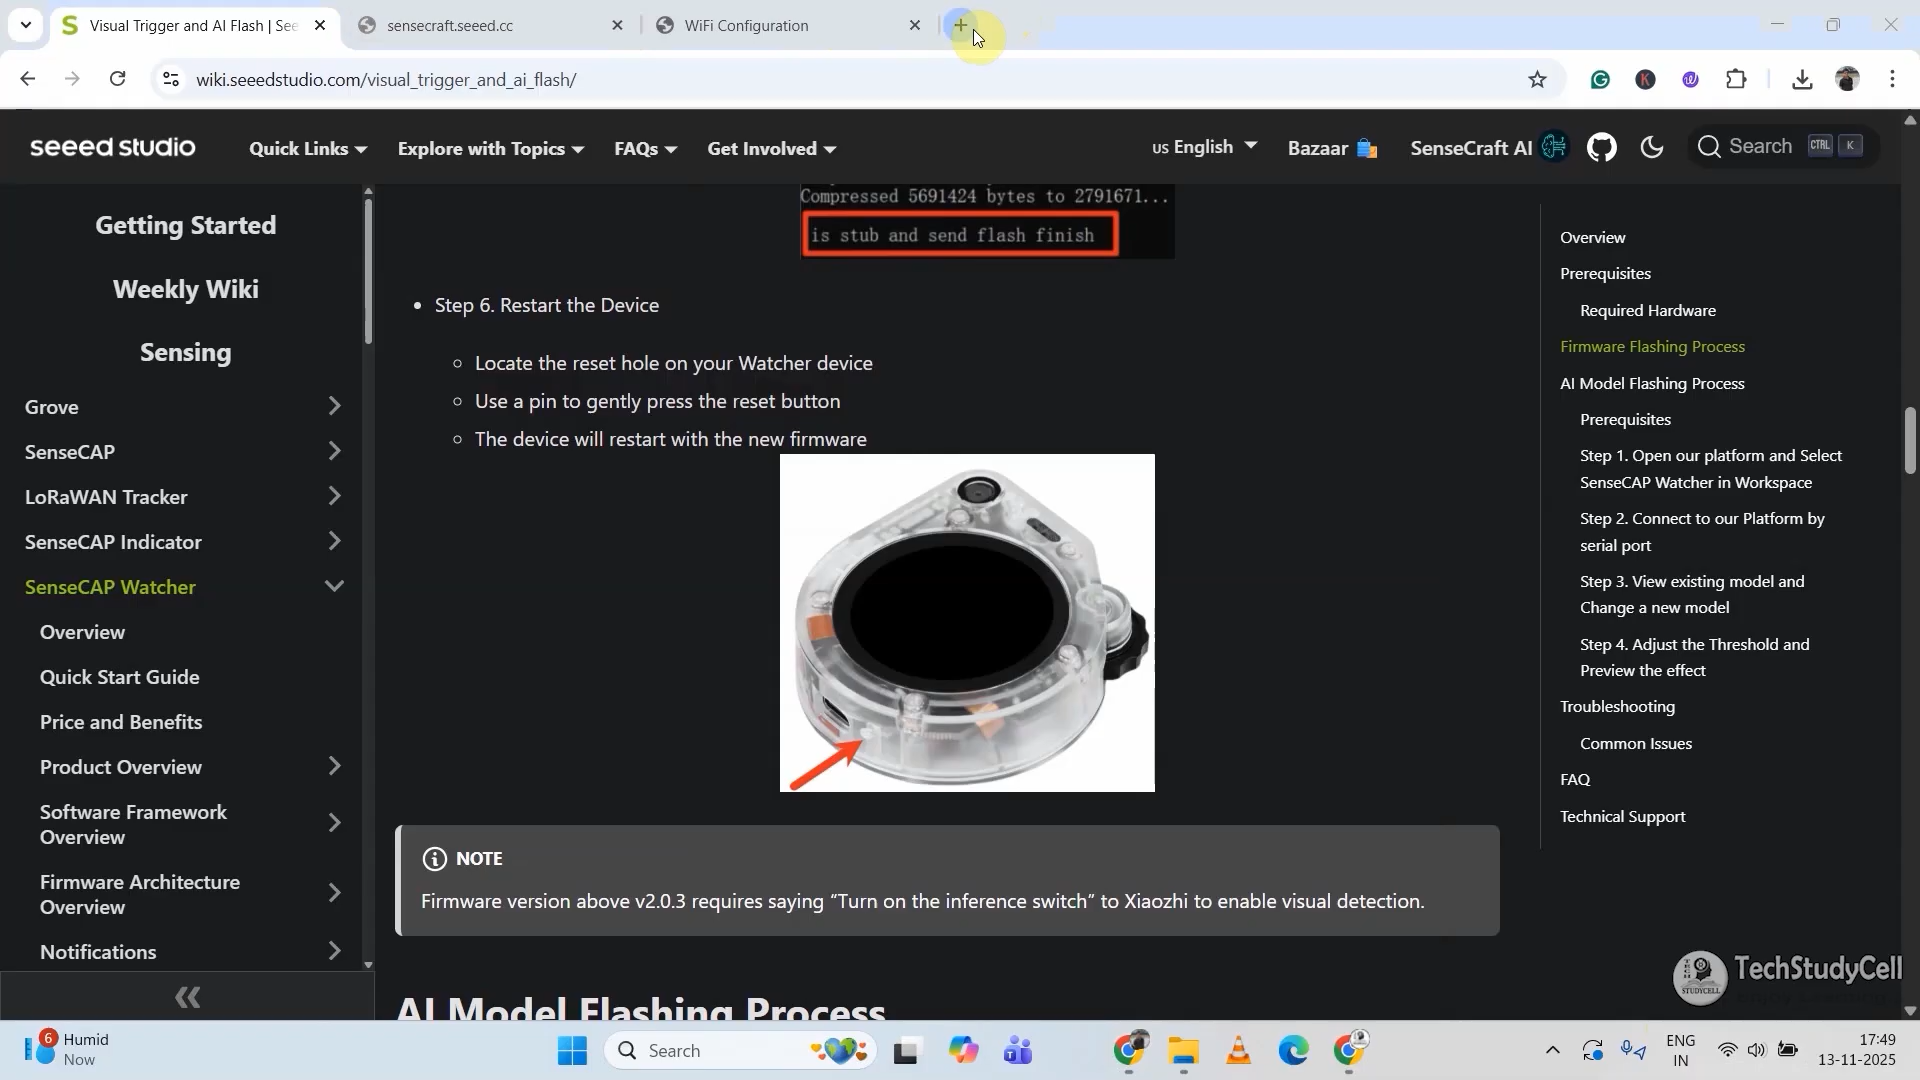 Visual Trigger and AI Flash | See
sensecraft.seeed.cc
WiFi Configuration
wiki.seeedstudio.com/visual_trigger_and_ai_flash/
seeed studio
Quick Links
Explore with Topics
FAQs
Get Involved
us English
Bazaar
SenseCraft AI
Search
CTRL
K
Getting Started
Weekly Wiki
Sensing
Grove
SenseCAP
LoRaWAN Tracker
SenseCAP Indicator
SenseCAP Watcher
Overview
Quick Start Guide
Price and Benefits
Product Overview
Software Framework
Overview
Firmware Architecture
Overview
Notifications
Compressed 5691424 bytes to 2791671...
is stub and send flash finish
Step 6. Restart the Device
Locate the reset hole on your Watcher device
Use a pin to gently press the reset button
The device will restart with the new firmware
NOTE
Firmware version above v2.0.3 requires saying “Turn on the inference switch” to Xiaozhi to enable visual detection.
AI Model Flashing Process
Overview
Prerequisites
Required Hardware
Firmware Flashing Process
AI Model Flashing Process
Prerequisites
Step 1. Open our platform and Select
SenseCAP Watcher in Workspace
Step 2. Connect to our Platform by
serial port
Step 3. View existing model and
Change a new model
Step 4. Adjust the Threshold and
Preview the effect
Troubleshooting
Common Issues
FAQ
Technical Support
TechStudyCell
6
Humid
Now
Search
ENG
IN
17:49
13-11-2025